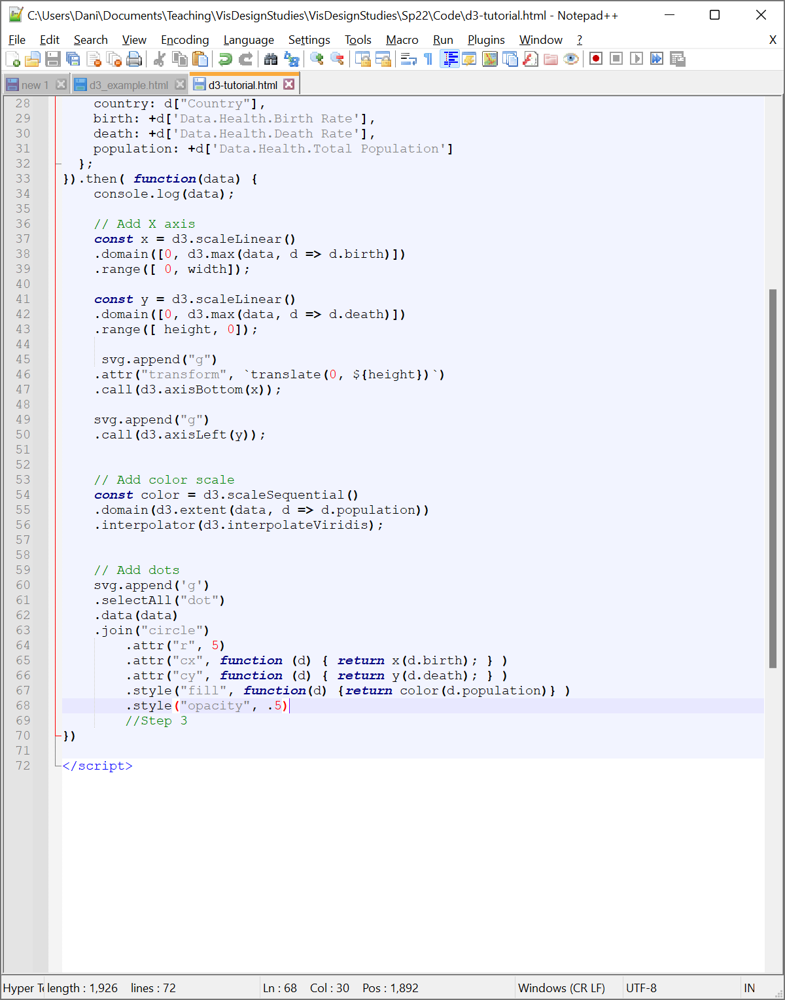 C:\Users\Dani\Documents\Teaching\VisDesignStudies\VisDesignStudies\Sp22\Code\d3-tutorial.html - Notepad++
File Edit Search View Encoding Language Settings Tools Macro Run Plugins Window ? X
new 1 d3_example.html d3-tutorial.html
28 country: d["Country"],
29 birth: +d['Data.Health.Birth Rate'],
30 death: +d['Data.Health.Death Rate'],
31 population: +d['Data.Health.Total Population']
32 };
33 }).then( function(data) {
34 console.log(data);
35
36 // Add X axis
37 const x = d3.scaleLinear()
38 .domain([0, d3.max(data, d => d.birth)])
39 .range([ 0, width]);
40
41 const y = d3.scaleLinear()
42 .domain([0, d3.max(data, d => d.death)])
43 .range([ height, 0]);
44
45 svg.append("g")
46 .attr("transform", `translate(0, ${height})`)
47 .call(d3.axisBottom(x));
48
49 svg.append("g")
50 .call(d3.axisLeft(y));
51
52
53 // Add color scale
54 const color = d3.scaleSequential()
55 .domain(d3.extent(data, d => d.population))
56 .interpolator(d3.interpolateViridis);
57
58
59 // Add dots
60 svg.append('g')
61 .selectAll("dot")
62 .data(data)
63 .join("circle")
64 .attr("r", 5)
65 .attr("cx", function (d) { return x(d.birth); } )
66 .attr("cy", function (d) { return y(d.death); } )
67 .style("fill", function(d) {return color(d.population)} )
68 .style("opacity", .5)
69 //Step 3
70 })
71
72 </script>
Hyper Te length : 1,926 lines : 72 Ln : 68 Col : 30 Pos : 1,892 Windows (CR LF) UTF-8 IN